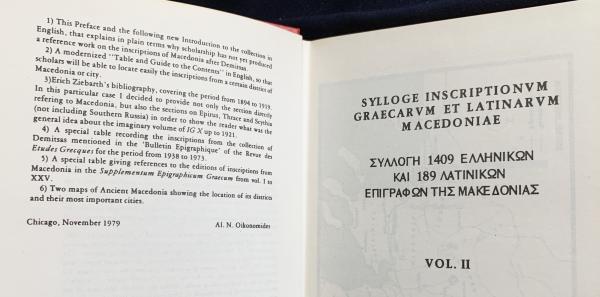 1) This Preface and the following new Introduction to the collection in
English, that explains in plain terms why scholarship has not yet produced
a reference work on the inscriptions of Macedonia after Demitsas.
2) A modernized "Table and Guide to the Contents" in English, so that
scholars will be able to locate easily the inscriptions from a certain district of
Macedonia or city.
3)Erich Ziebarth's bibliography, covering the period from 1894 to 1919.
In this particular case I decided to provide not only the section directly
refering to Macedonia, but also the sections on Epirus, Thrace and Scythia
(not including Southern Russia) in order to show the reader what was the
general idea about the imaginary volume of IG X up to 1921.
4) A special table recording the inscriptions from the collection of
Demitsas mentioned in the 'Bulletin Epigraphique' of the Revue des
Etudes Grecques for the period from 1938 to 1973.
5) A special table giving references to the editions of inscriptions from
Macedonia in the Supplementum Epigraphicum Graecum from vol. I to
XXV.
6) Two maps of Ancient Macedonia showing the location of its districts
and their most important cities.
Chicago, November 1979 Al. N. Oikonomides
SYLLOGE INSCRIPTIONVM
GRAECARVM ET LATINARVM
MACEDONIAE
ΣΥΛΛΟΓΗ 1409 ΕΛΛΗΝΙΚΩΝ
ΚΑΙ 189 ΛΑΤΙΝΙΚΩΝ
ΕΠΙΓΡΑΦΩΝ ΤΗΣ ΜΑΚΕΔΟΝΙΑΣ
VOL. II